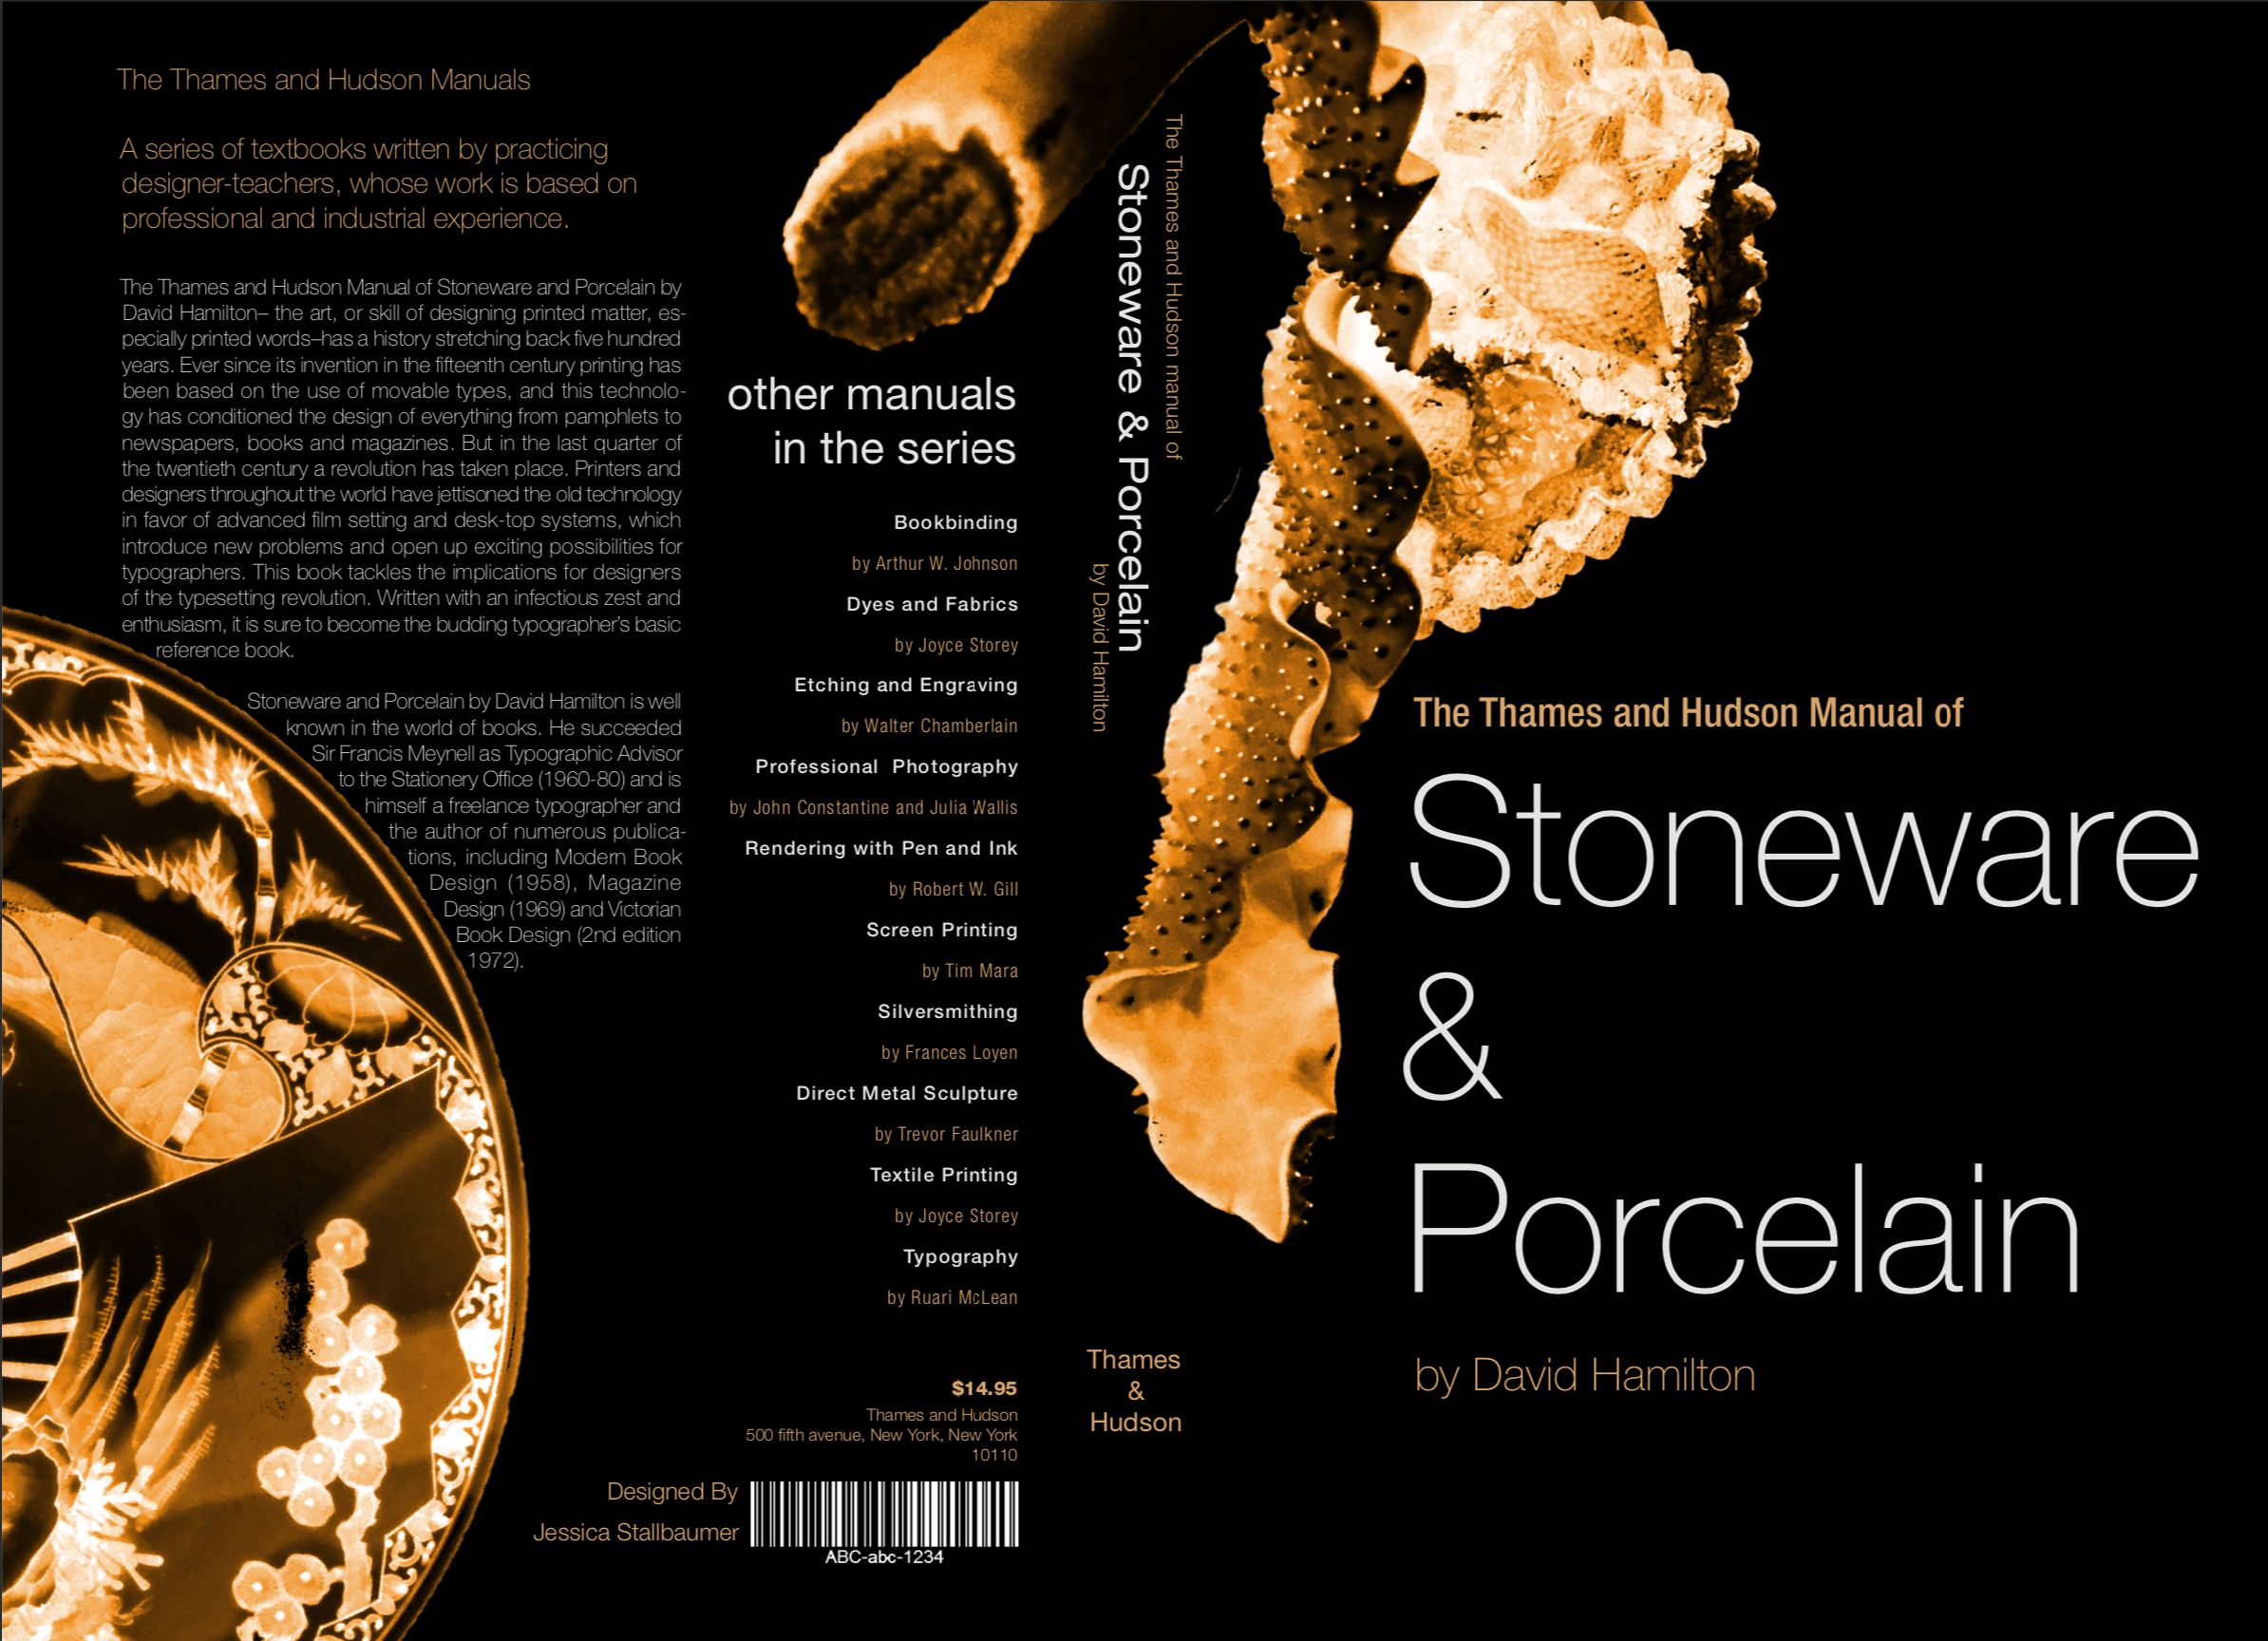 The Thames and Hudson Manuals
A series of textbooks written by practicing
designer-teachers, whose work is based on
professional and industrial experience.
The Thames and Hudson Manual of Stoneware and Porcelain by
David Hamilton– the art, or skill of designing printed matter, es-
pecially printed words–has a history stretching back five hundred
years. Ever since its invention in the fifteenth century printing has
been based on the use of movable types, and this technolo-
gy has conditioned the design of everything from pamphlets to
newspapers, books and magazines. But in the last quarter of
the twentieth century a revolution has taken place. Printers and
designers throughout the world have jettisoned the old technology
in favor of advanced film setting and desk-top systems, which
introduce new problems and open up exciting possibilities for
typographers. This book tackles the implications for designers
of the typesetting revolution. Written with an infectious zest and
enthusiasm, it is sure to become the budding typographer's basic
reference book.
Stoneware and Porcelain by David Hamilton is well
known in the world of books. He succeeded
Sir Francis Meynell as Typographic Advisor
to the Stationery Office (1960-80) and is
himself a freelance typographer and
the author of numerous publica-
tions, including Modern Book
Design (1958), Magazine
Design (1969) and Victorian
Book Design (2nd edition
1972).
other manuals
in the series
Bookbinding
by Arthur W. Johnson
Dyes and Fabrics
by Joyce Storey
Etching and Engraving
by Walter Chamberlain
Professional Photography
by John Constantine and Julia Wallis
Rendering with Pen and Ink
by Robert W. Gill
Screen Printing
by Tim Mara
Silversmithing
by Frances Loyen
Direct Metal Sculpture
by Trevor Faulkner
Textile Printing
by Joyce Storey
Typography
by Ruari McLean
$14.95
Thames and Hudson
500 fifth avenue, New York, New York
10110
Designed By
Jessica Stallbaumer
ABC-abc-1234
The Thames and Hudson manual of
Stoneware & Porcelain
by David Hamilton
Thames
&
Hudson
The Thames and Hudson Manual of
Stoneware
&
Porcelain
by David Hamilton